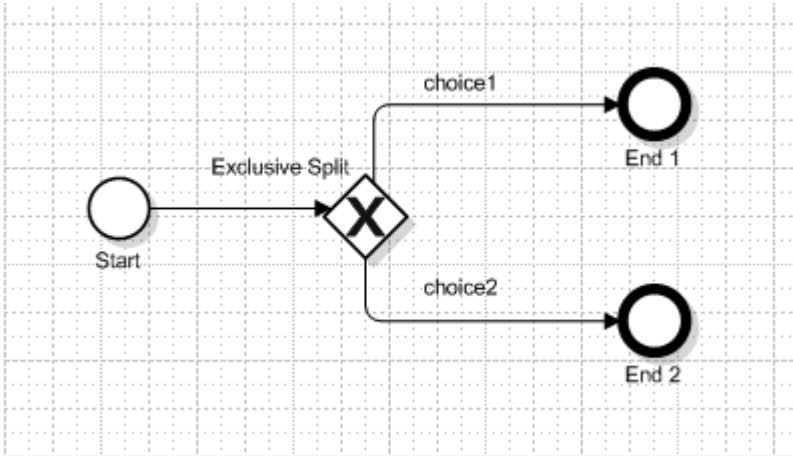 choice1
End 1
Exclusive Split
X
Start
choice2
End 2